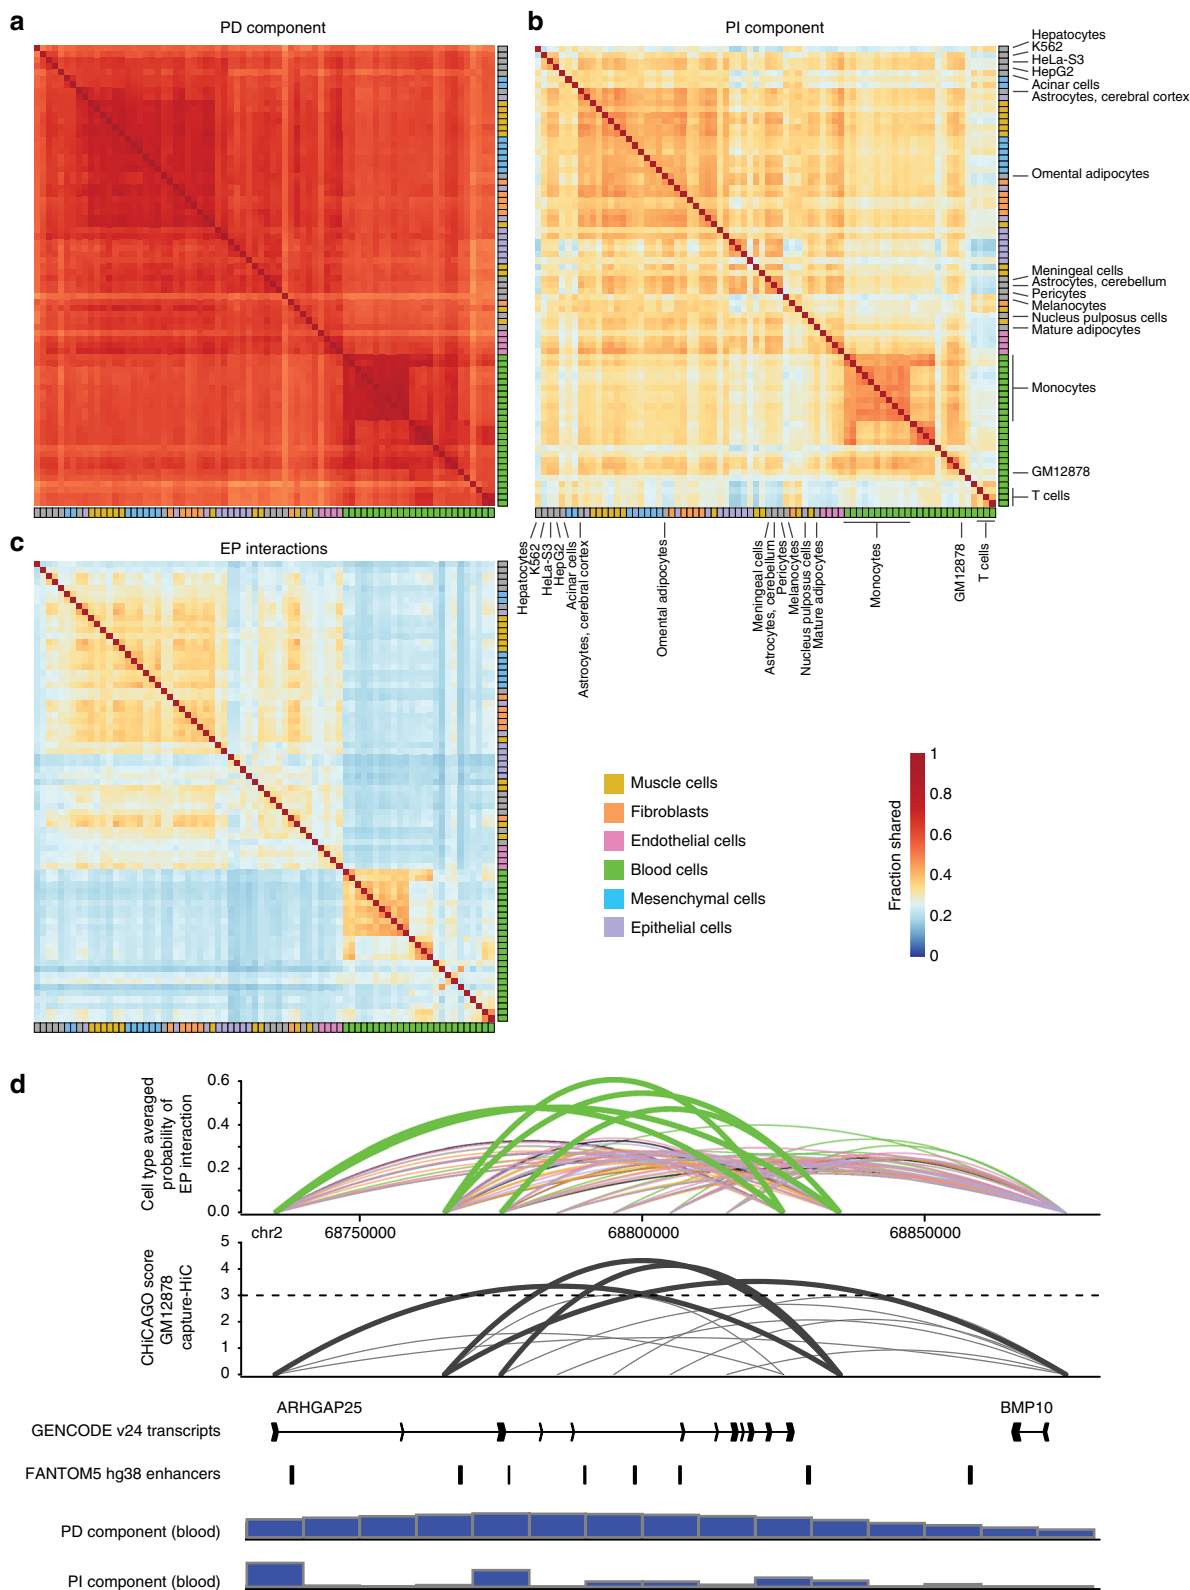 a
PD component
b
PI component
Hepatocytes
K562
HeLa-S3
HepG2
Acinar cells
Astrocytes, cerebral cortex
Omental adipocytes
Meningeal cells
Astrocytes, cerebellum
Pericytes
Melanocytes
Nucleus pulposus cells
Mature adipocytes
Monocytes
GM12878
T cells
Hepatocytes
K562
HeLa-S3
HepG2
Acinar cells
Astrocytes, cerebral cortex
Omental adipocytes
Meningeal cells
Astrocytes, cerebellum
Pericytes
Melanocytes
Nucleus pulposus cells
Mature adipocytes
Monocytes
GM12878
T cells
c
EP interactions
Muscle cells
Fibroblasts
Endothelial cells
Blood cells
Mesenchymal cells
Epithelial cells
Fraction shared
1
0.8
0.6
0.4
0.2
0
d
Cell type averaged
probability of
EP interaction
0.6
0.4
0.2
0.0
chr2
68750000
68800000
68850000
CHiCAGO score
GM12878
capture-HiC
5
4
3
2
1
0
ARHGAP25
BMP10
GENCODE v24 transcripts
FANTOM5 hg38 enhancers
PD component (blood)
PI component (blood)